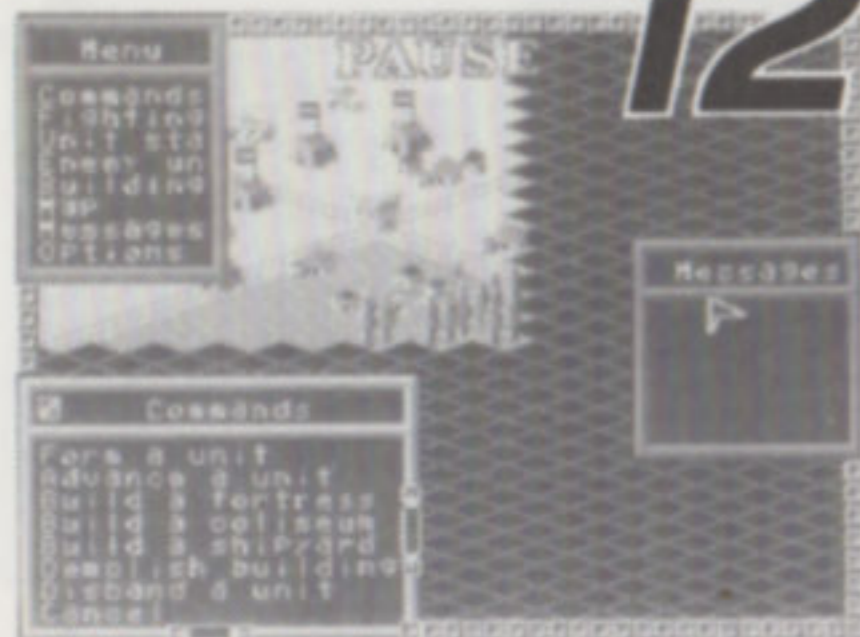 12
Menu
PAUSE
Commands
Fighting
Unit sta
Enemy un
Building
Map
Messages
Options
Messages
Commands
Form a unit
Advance a unit
Build a fortress
Build a coliseum
Build a shipyard
Demolish building
Disband a unit
Cancel